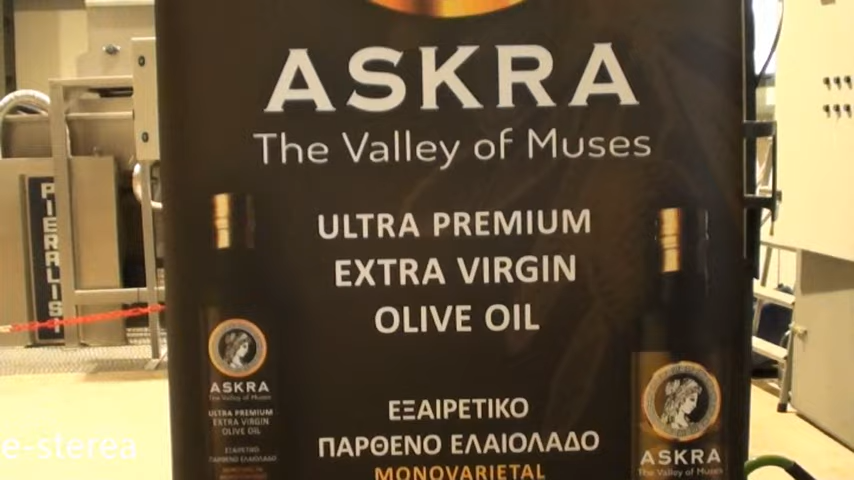 ASKRA
The Valley of Muses
ULTRA PREMIUM
EXTRA VIRGIN
OLIVE OIL
ΕΞΑΙΡΕΤΙΚΟ
ΠΑΡΘΕΝΟ ΕΛΑΙΟΛΑΔΟ
MONOVARIETAL
PIERALISI
ASKRA
The Valley of Muses
ULTRA PREMIUM
EXTRA VIRGIN
OLIVE OIL
ΕΞΑΙΡΕΤΙΚΟ
ΠΑΡΘΕΝΟ ΕΛΑΙΟΛΑΔΟ
ASKRA
The Valley of Muses
e-sterea